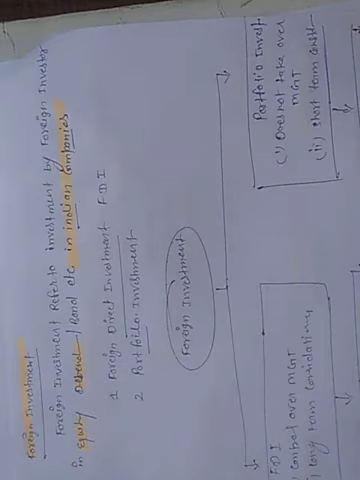 Foreign Investment
Foreign Investment Refer to investment by Foreign Investor
in Equity / Bond etc in indian Companies
1 Foreign Direct Investment FDI
2 Portfolio Investment
Foreign Investment
FDI
control over MGT
long term
Portfolio Invest
(i) Does not take over
MGT
(ii) short term